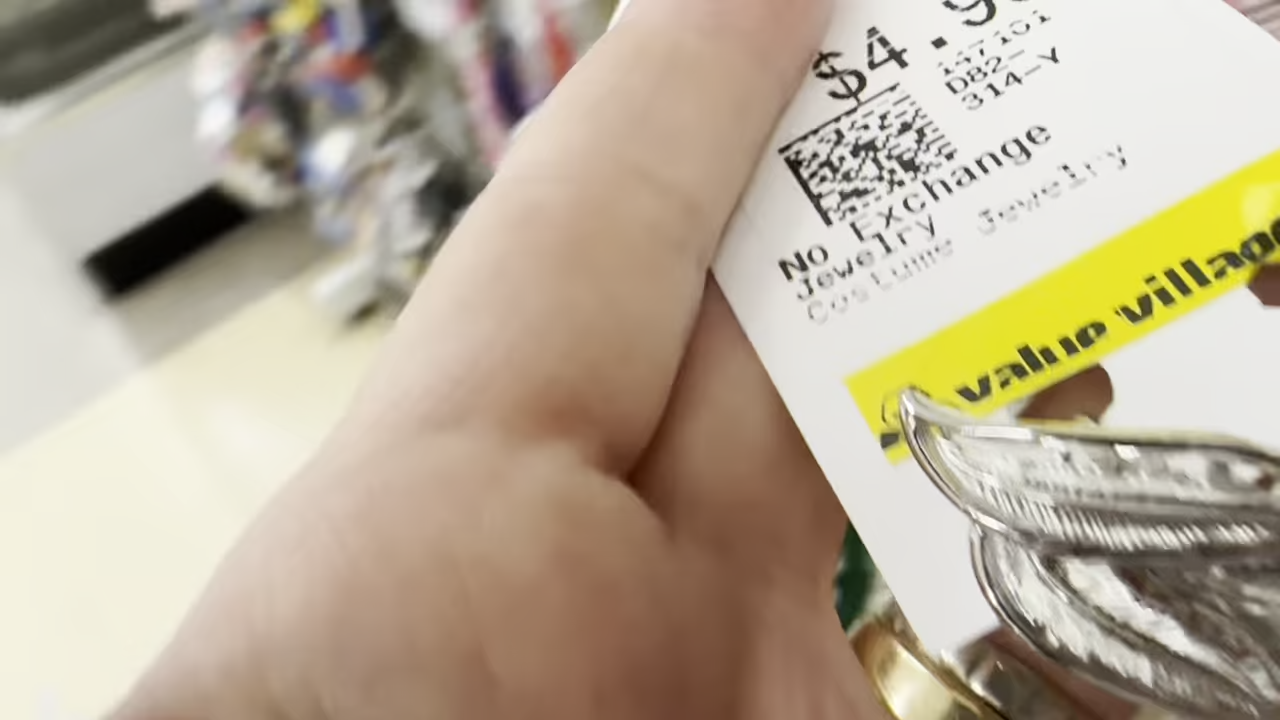 $4.9
147101
D82-
314-Y
No Exchange
Jewelry
Costume Jewelry
value village